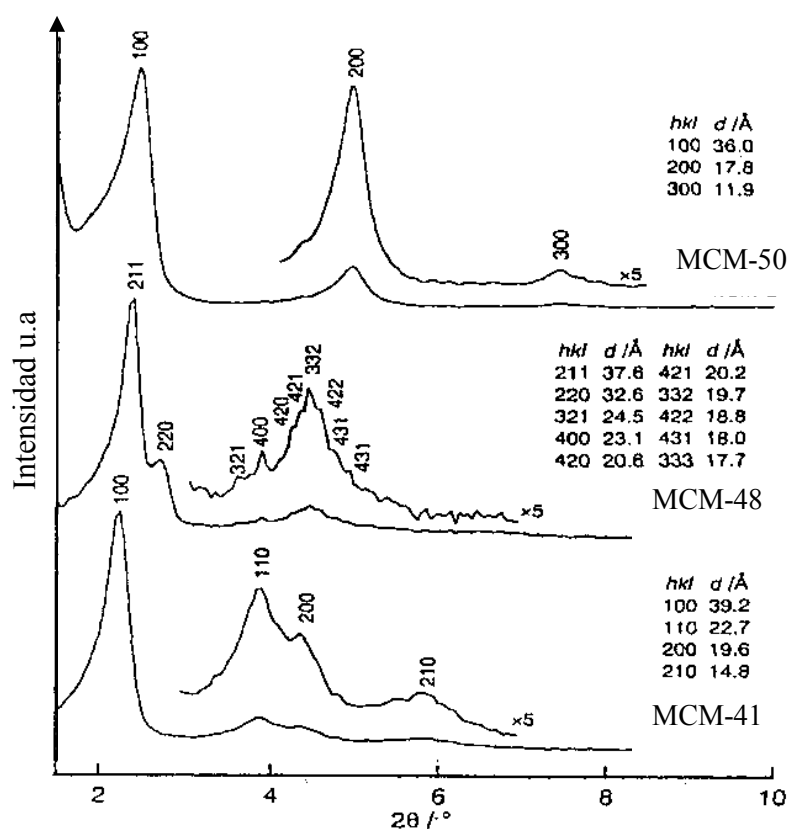 100
200
hkl d /Å
100 36.0
200 17.8
300 11.9
300
×5
MCM-50
211
220
321
400
420
421
332
422
431
431
×5
hkl d /Å hkl d /Å
211 37.6 421 20.2
220 32.6 332 19.7
321 24.5 422 18.8
400 23.1 431 18.0
420 20.6 333 17.7
MCM-48
Intensidad u.a
100
110
200
210
×5
hkl d /Å
100 39.2
110 22.7
200 19.6
210 14.8
MCM-41
2 4 6 8 10
2θ /·°